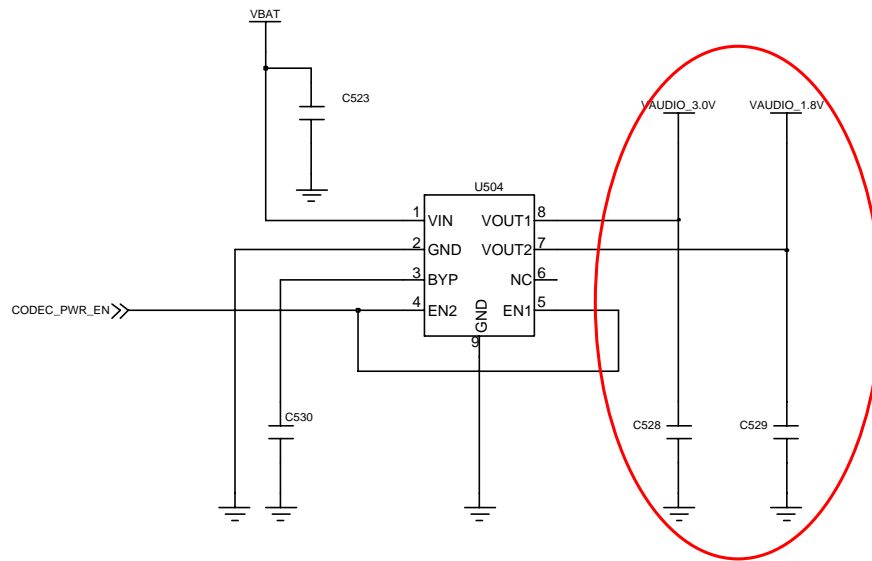 VBAT
C523
VAUDIO_3.0V
VAUDIO_1.8V
U504
1 VIN VOUT1 8
2 GND VOUT2 7
3 BYP NC 6
4 EN2 EN1 5
GND
9
CODEC_PWR_EN
C530
C528
C529